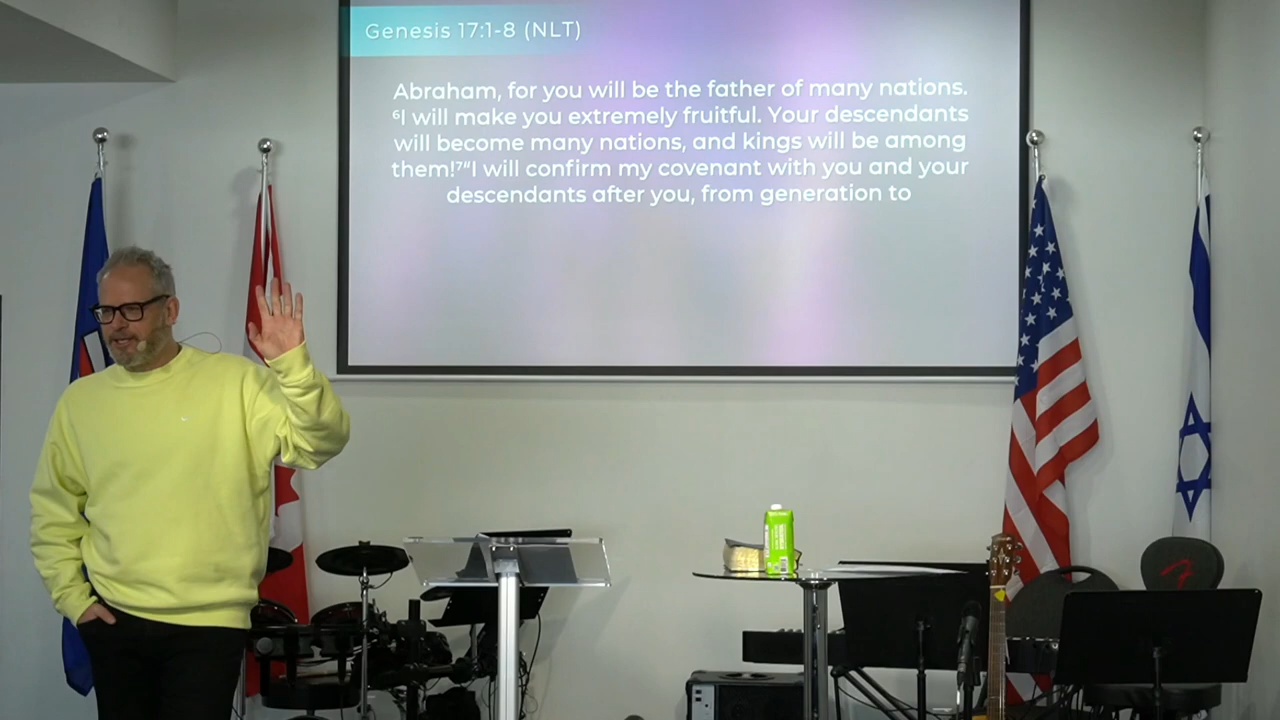 Genesis 17:1-8 (NLT)
Abraham, for you will be the father of many nations.
⁶I will make you extremely fruitful. Your descendants
will become many nations, and kings will be among
them!⁷“I will confirm my covenant with you and your
descendants after you, from generation to